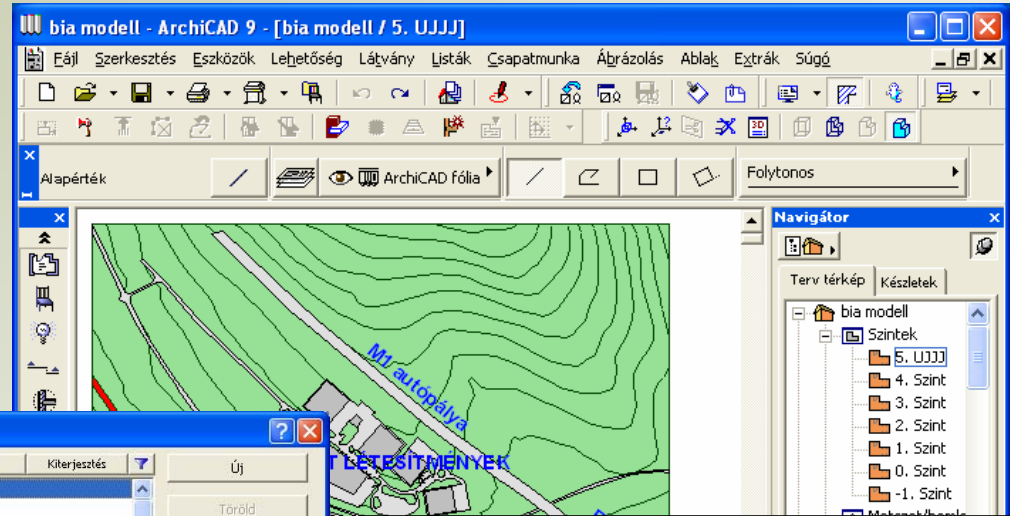 bia modell - ArchiCAD 9 - [bia modell / 5. UJJJ]
Fájl Szerkesztés Eszközök Lehetőség Látvány Listák Csapatmunka Ábrázolás Ablak Extrák Súgó
Alapérték
ArchiCAD fólia
Folytonos
Navigátor
Terv térkép
Készletek
bia modell
Szintek
5. UJJJ
4. Szint
3. Szint
2. Szint
1. Szint
0. Szint
-1. Szint
M1 autópálya
T LÉTESÍTMÉNYEK
Kiterjesztés
Új
Töröld